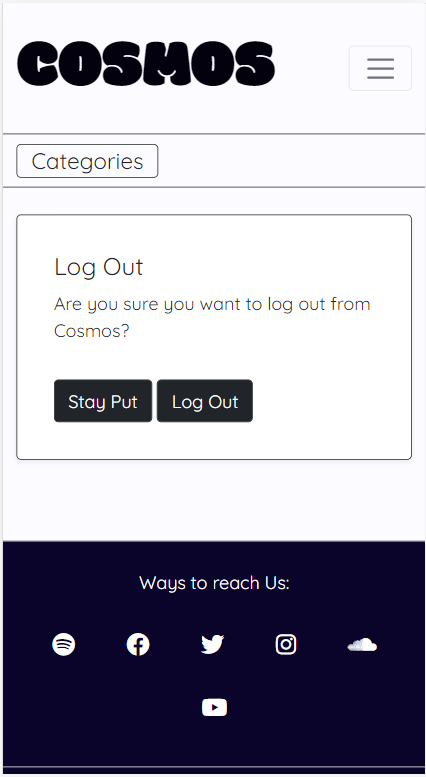 COSMOS
Categories
Log Out
Are you sure you want to log out from
Cosmos?
Stay Put Log Out
Ways to reach Us: